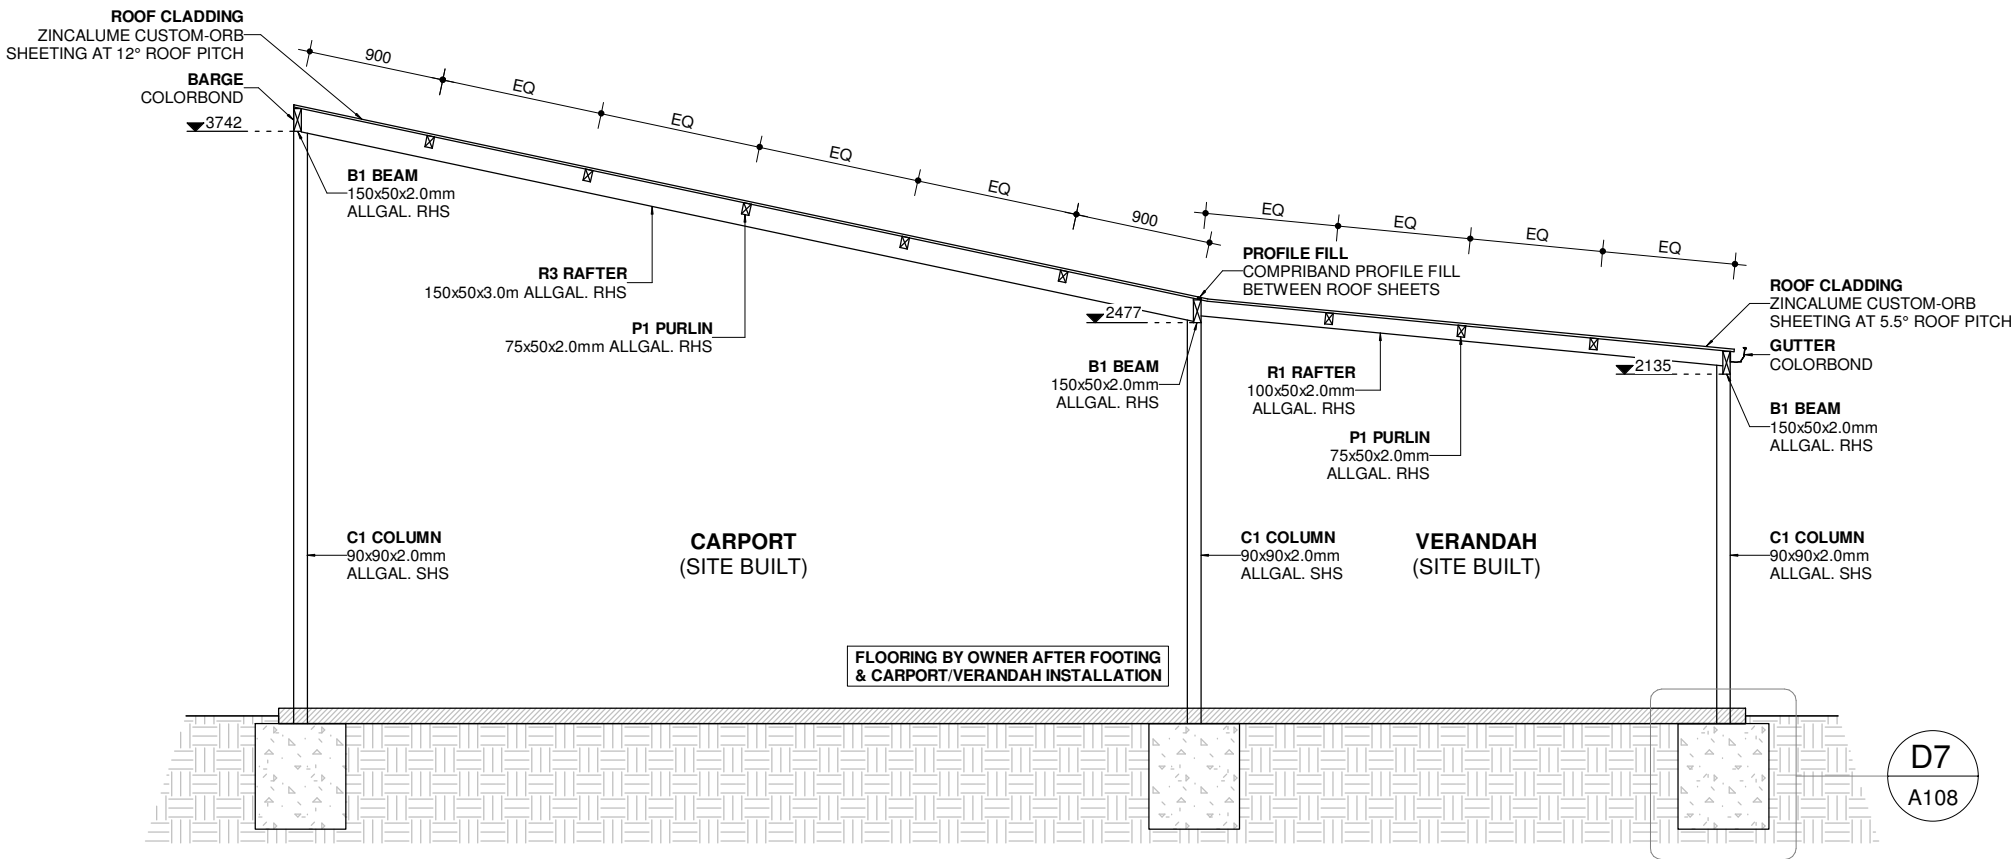 ROOF CLADDING
ZINCALUME CUSTOM-ORB
SHEETING AT 12° ROOF PITCH
BARGE
COLORBOND
3742
900
EQ
EQ
EQ
EQ
900
EQ
EQ
EQ
EQ
B1 BEAM
150x50x2.0mm
ALLGAL. RHS
R3 RAFTER
150x50x3.0m ALLGAL. RHS
P1 PURLIN
75x50x2.0mm ALLGAL. RHS
PROFILE FILL
COMPRIBAND PROFILE FILL
BETWEEN ROOF SHEETS
2477
B1 BEAM
150x50x2.0mm
ALLGAL. RHS
R1 RAFTER
100x50x2.0mm
ALLGAL. RHS
P1 PURLIN
75x50x2.0mm
ALLGAL. RHS
ROOF CLADDING
ZINCALUME CUSTOM-ORB
SHEETING AT 5.5° ROOF PITCH
GUTTER
COLORBOND
2135
B1 BEAM
150x50x2.0mm
ALLGAL. RHS
C1 COLUMN
90x90x2.0mm
ALLGAL. SHS
CARPORT
(SITE BUILT)
C1 COLUMN
90x90x2.0mm
ALLGAL. SHS
VERANDAH
(SITE BUILT)
C1 COLUMN
90x90x2.0mm
ALLGAL. SHS
FLOORING BY OWNER AFTER FOOTING
& CARPORT/VERANDAH INSTALLATION
D7
A108